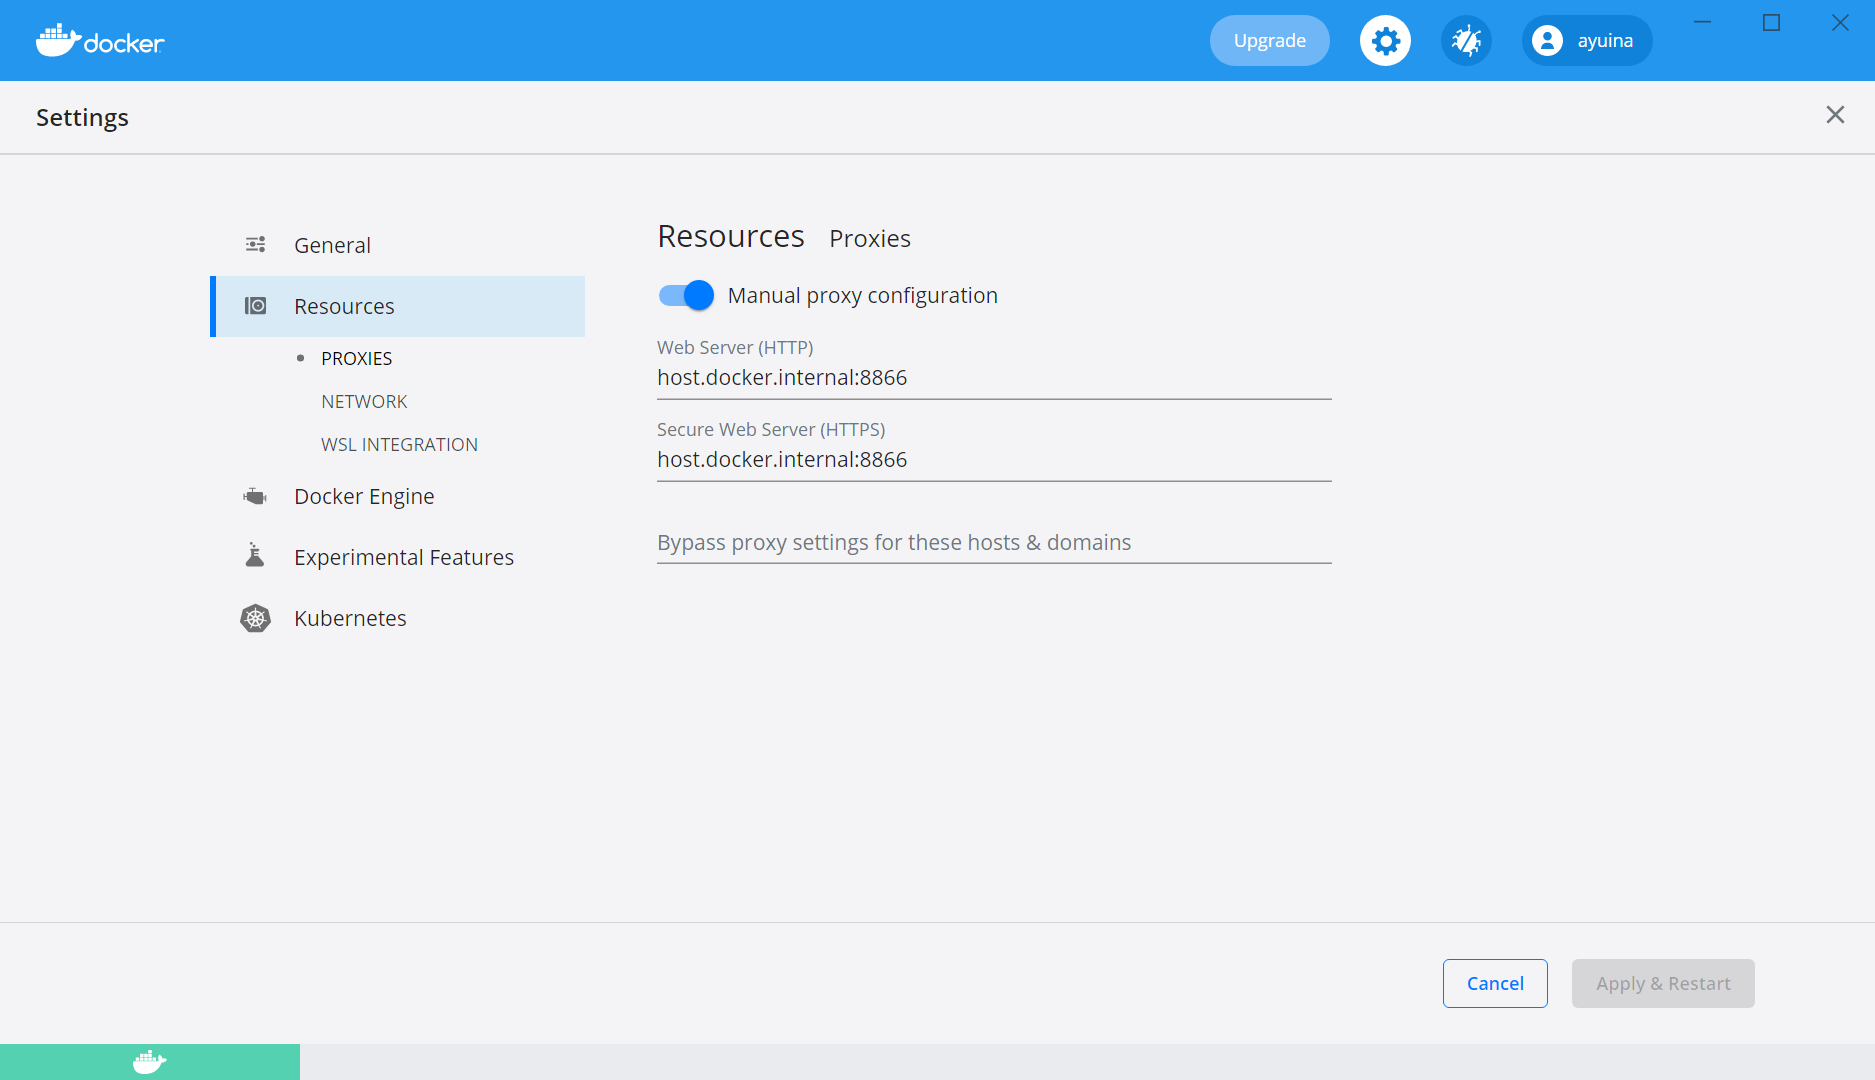 docker
Upgrade
ayuina
Settings
General
Resources
PROXIES
NETWORK
WSL INTEGRATION
Docker Engine
Experimental Features
Kubernetes
Resources Proxies
Manual proxy configuration
Web Server (HTTP)
host.docker.internal:8866
Secure Web Server (HTTPS)
host.docker.internal:8866
Bypass proxy settings for these hosts & domains
Cancel
Apply & Restart